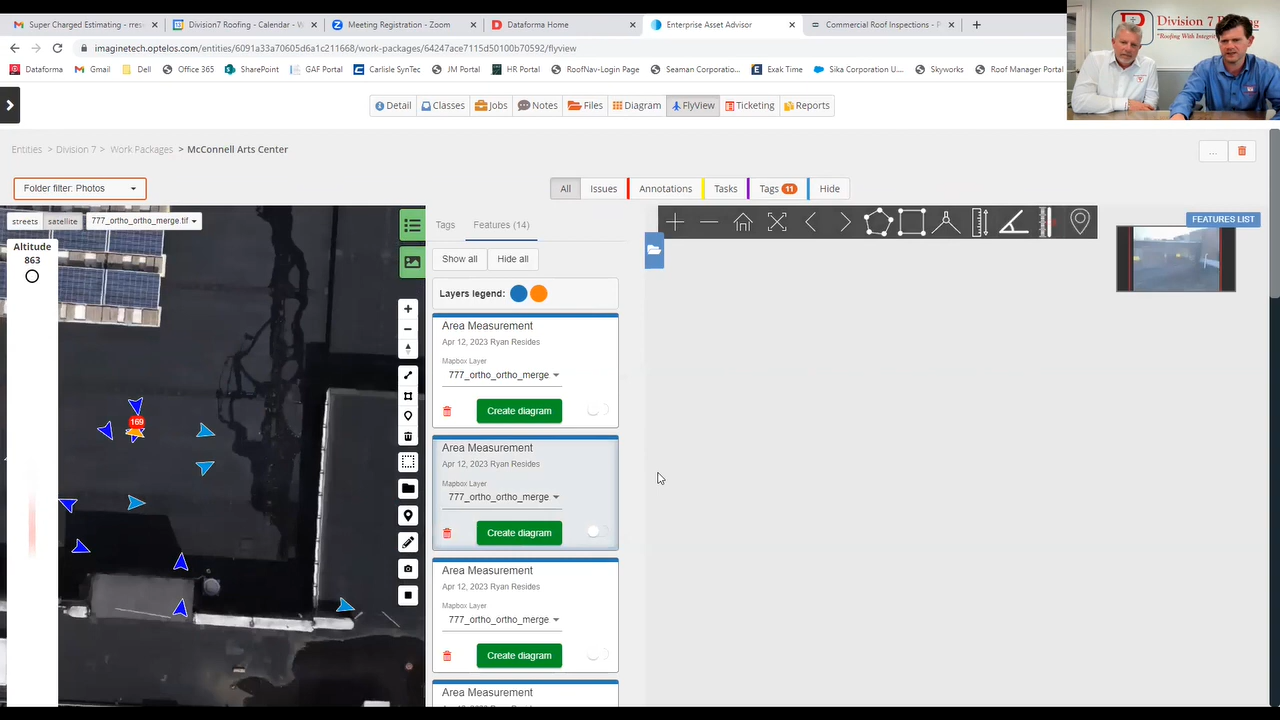 Super Charged Estimating - rrese
Division7 Roofing - Calendar - W
Meeting Registration - Zoom
Dataforma Home
Enterprise Asset Advisor
Commercial Roof Inspections - P
imaginetech.optelos.com/entities/6091a33a70605d6a1c211668/work-packages/64247ace7115d50100b70592/flyview
Dataforma
Gmail
Dell
Office 365
SharePoint
GAF Portal
Carlisle SynTec
JM Portal
HR Portal
RoofNav-Login Page
Seaman Corporatio...
Exak Time
Sika Corporation U....
Skyworks
Roof Manager Portal
Division 7
"Roofing With
Detail
Classes
Jobs
Notes
Files
Diagram
FlyView
Ticketing
Reports
Entities > Division 7 > Work Packages > McConnell Arts Center
...
Folder filter: Photos
All
Issues
Annotations
Tasks
Tags 11
Hide
streets
satellite
777_ortho_ortho_merge.tif
Altitude
863
169
Tags
Features (14)
Show all
Hide all
Layers legend:
Area Measurement
Apr 12, 2023 Ryan Resides
Mapbox Layer
777_ortho_ortho_merge
Create diagram
Area Measurement
Apr 12, 2023 Ryan Resides
Mapbox Layer
777_ortho_ortho_merge
Create diagram
Area Measurement
Apr 12, 2023 Ryan Resides
Mapbox Layer
777_ortho_ortho_merge
Create diagram
Area Measurement
FEATURES LIST